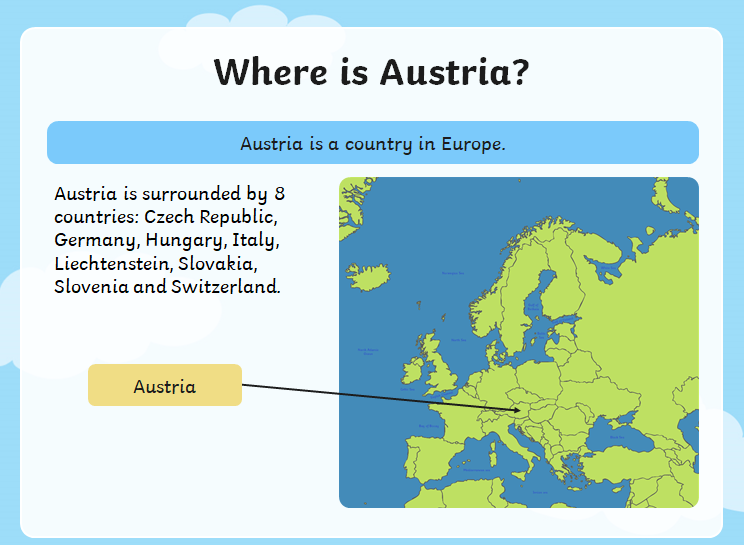 Where is Austria?
Austria is a country in Europe.
Austria is surrounded by 8
countries: Czech Republic,
Germany, Hungary, Italy,
Liechtenstein, Slovakia,
Slovenia and Switzerland.
Austria